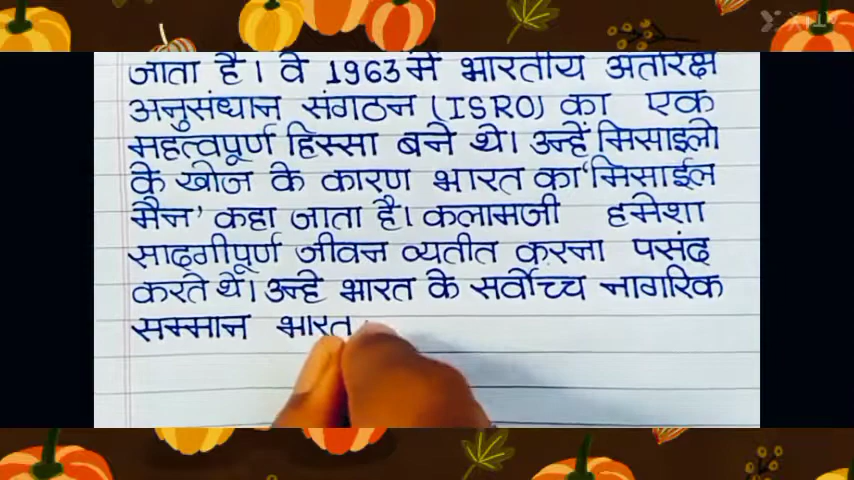 जाता है। वे 1963 में भारतीय अंतरिक्ष
अनुसंधान संगठन (ISRO) का एक
महत्वपूर्ण हिस्सा बने थे। उन्हें मिसाइलो
के खोज के कारण भारत का 'मिसाईल
मैन' कहा जाता है। कलामजी हमेशा
सादगीपूर्ण जीवन व्यतीत करना पसंद
करते थे। उन्हे भारत के सर्वोच्च नागरिक
सम्मान भारत